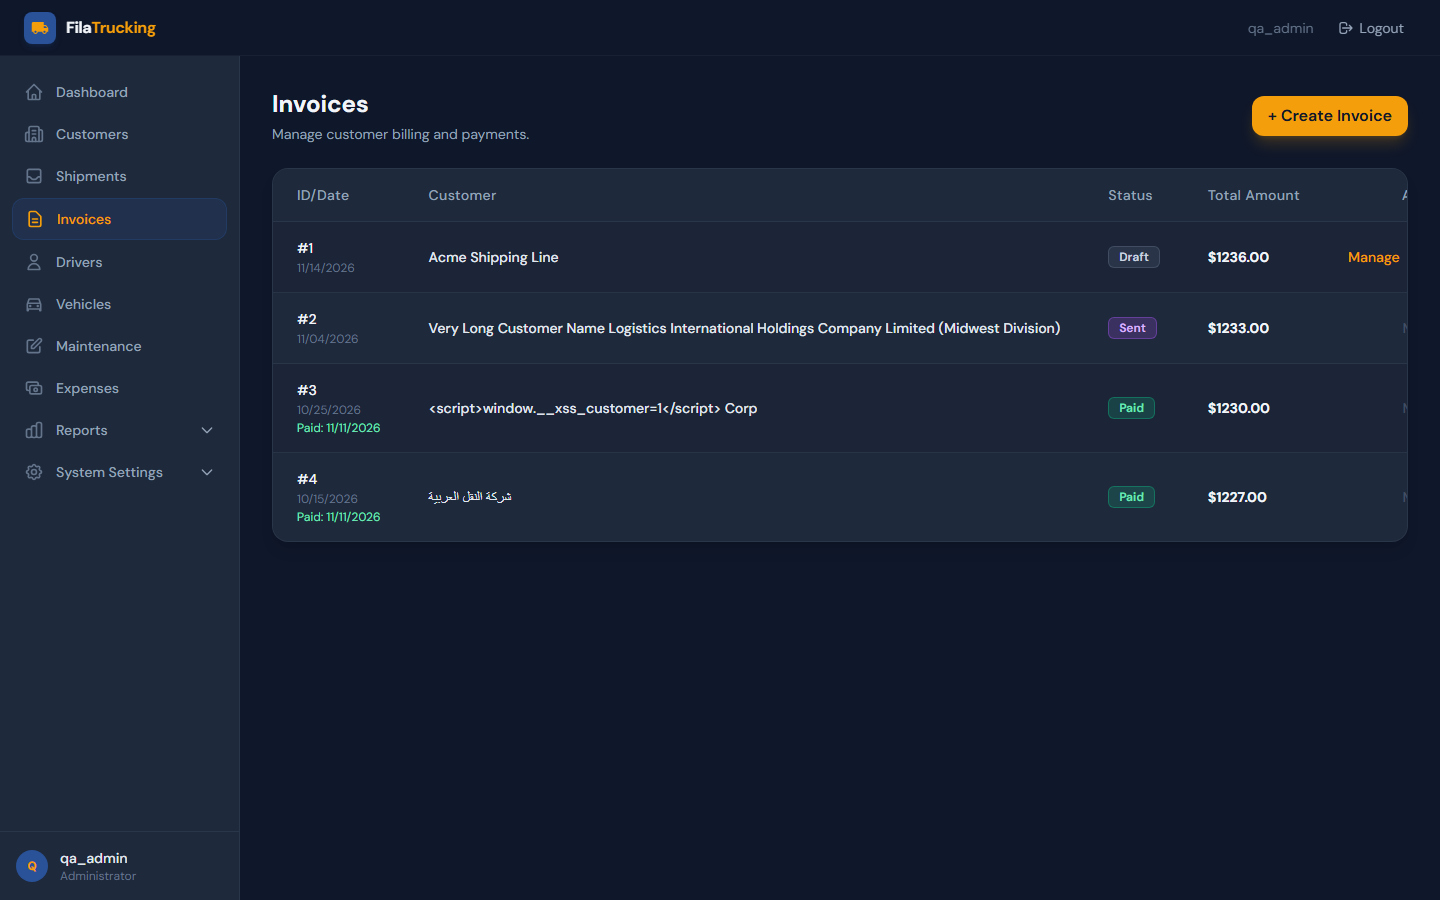 FilaTrucking
qa_admin
Logout
Dashboard
Customers
Shipments
Invoices
Drivers
Vehicles
Maintenance
Expenses
Reports
System Settings
Q
qa_admin
Administrator
Invoices
Manage customer billing and payments.
+ Create Invoice
ID/Date Customer Status Total Amount
#1
11/14/2026
Acme Shipping Line
Draft
$1236.00
Manage
#2
11/04/2026
Very Long Customer Name Logistics International Holdings Company Limited (Midwest Division)
Sent
$1233.00
#3
10/25/2026
Paid: 11/11/2026
<script>window.__xss_customer=1</script> Corp
Paid
$1230.00
#4
10/15/2026
Paid: 11/11/2026
شركة النقل العربية
Paid
$1227.00